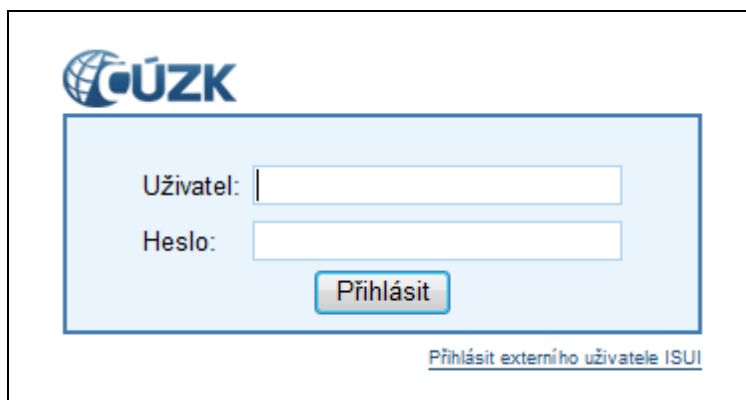 ČÚZK
Uživatel:
Heslo:
Přihlásit
Přihlásit externího uživatele ISUI